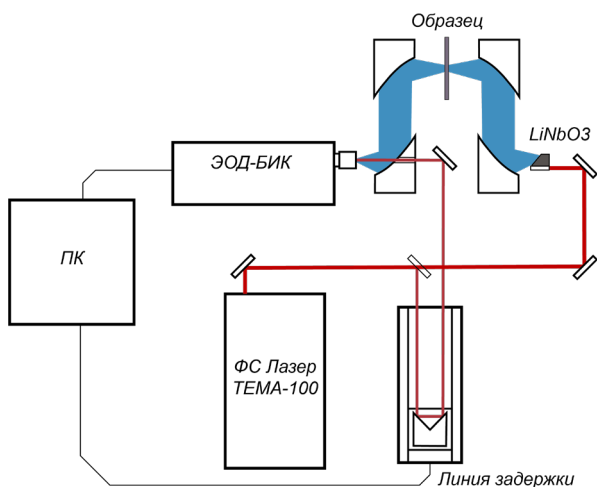 Образец
LiNbO3
ЭОД-БИК
ПК
ФС Лазер
ТЕМА-100
Линия задержки